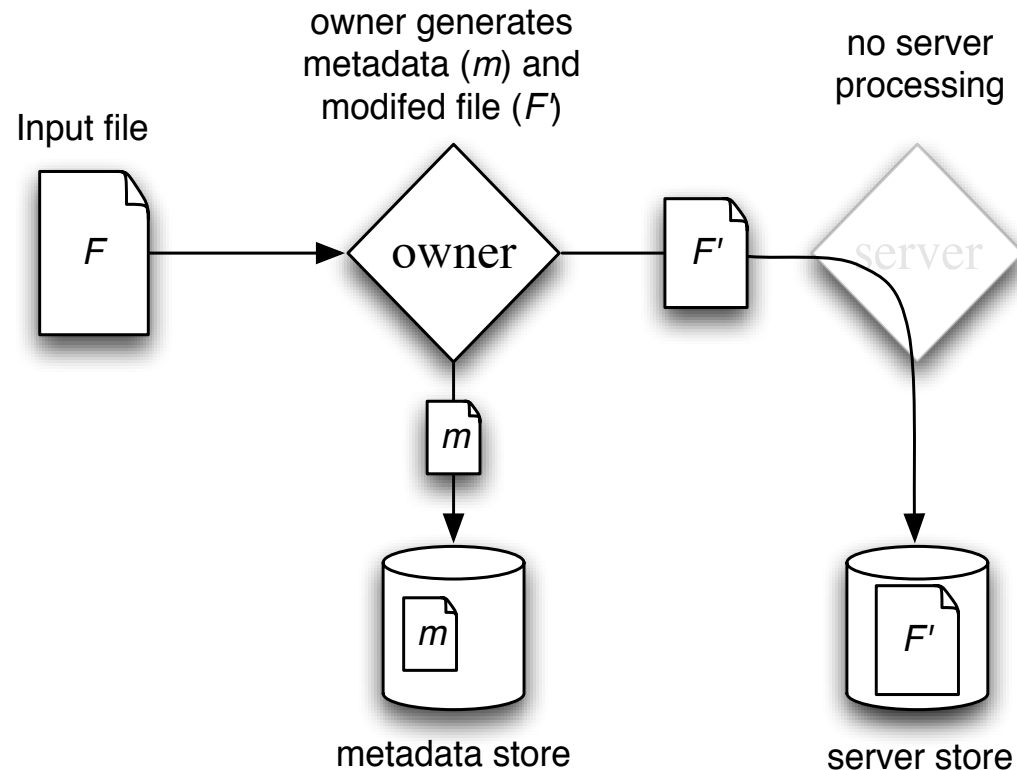 owner generates
metadata (m) and
modifed file (F')
no server
processing
Input file
F
owner
F'
server
m
m
F'
metadata store
server store